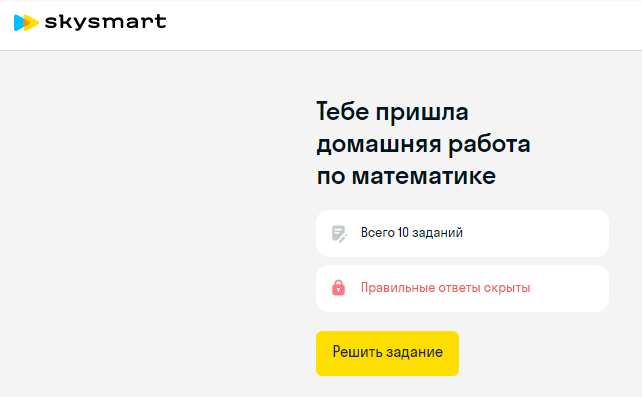 skysmart
Тебе пришла
домашняя работа
по математике
Всего 10 заданий
Правильные ответы скрыты
Решить задание